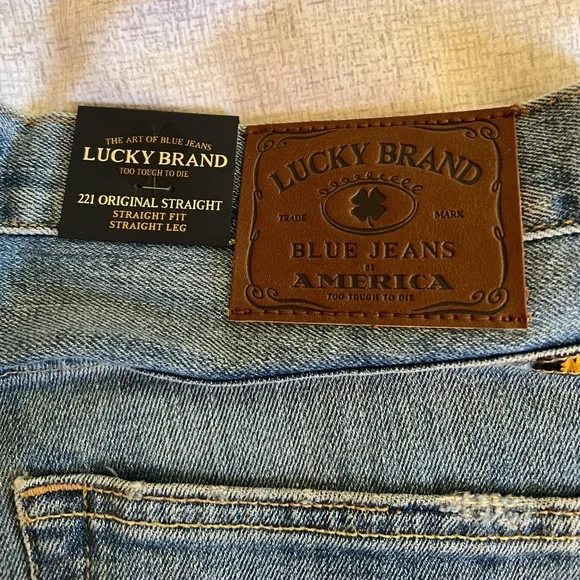 THE ART OF BLUE JEANS
LUCKY BRAND
TOO TOUGH TO DIE
221 ORIGINAL STRAIGHT
STRAIGHT FIT
STRAIGHT LEG
LUCKY BRAND
TRADE MARK
BLUE JEANS
OF
AMERICA
TOO TOUGH TO DIE